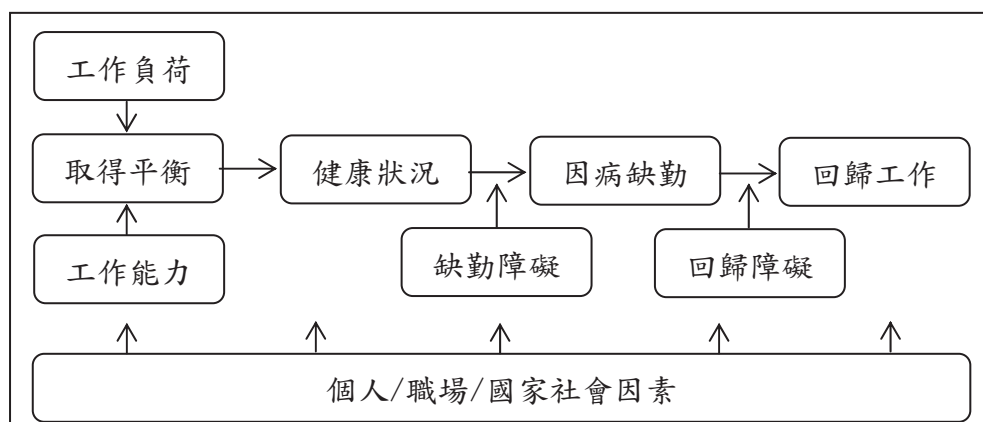 工作負荷
取得平衡
健康狀況
因病缺勤
回歸工作
工作能力
缺勤障礙
回歸障礙
個人/職場/國家社會因素